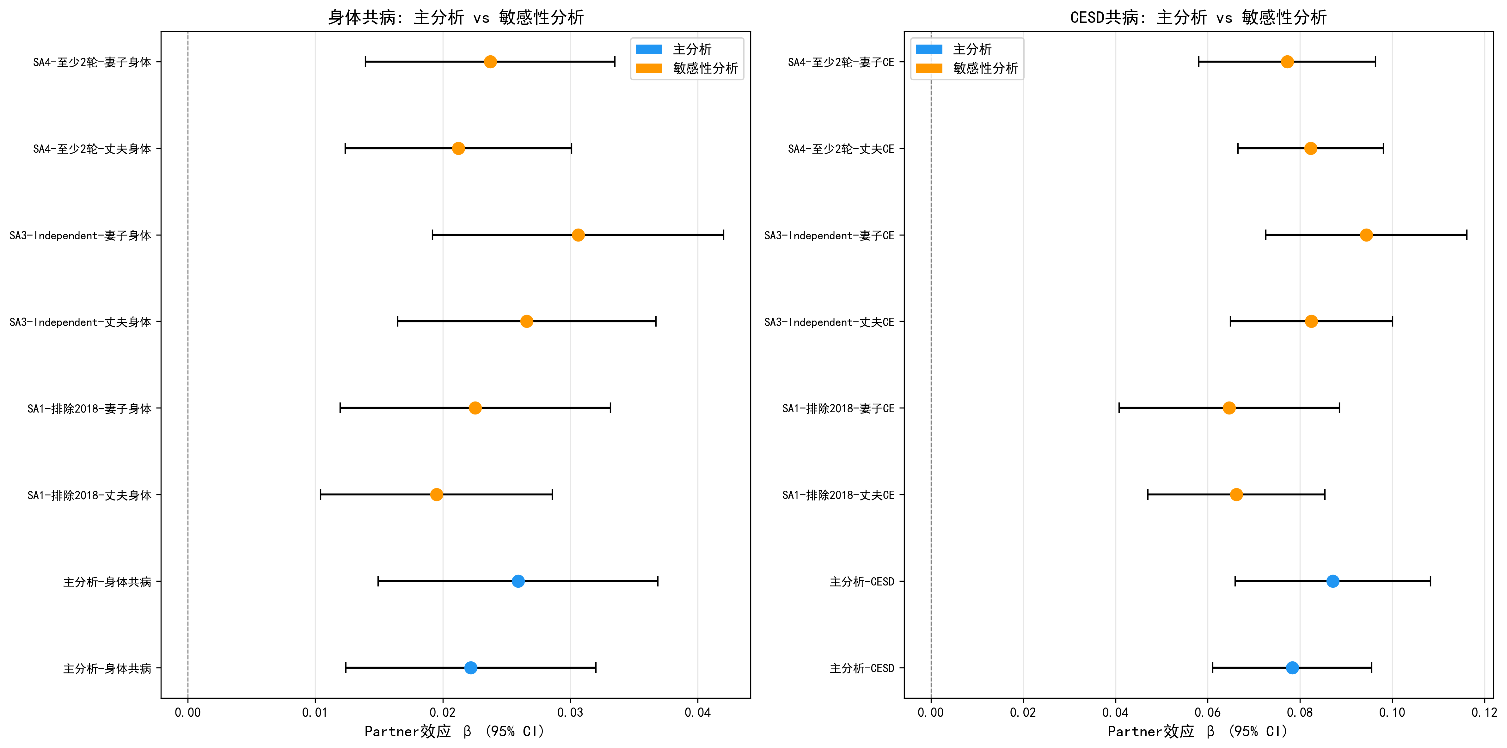 身体共病: 主分析 vs 敏感性分析
主分析
敏感性分析
SA4-至少2轮-妻子身体
SA4-至少2轮-丈夫身体
SA3-Independent-妻子身体
SA3-Independent-丈夫身体
SA1-排除2018-妻子身体
SA1-排除2018-丈夫身体
主分析-身体共病
主分析-身体共病
0.00 0.01 0.02 0.03 0.04
Partner效应 β (95% CI)
CESD共病: 主分析 vs 敏感性分析
主分析
敏感性分析
SA4-至少2轮-妻子CE
SA4-至少2轮-丈夫CE
SA3-Independent-妻子CE
SA3-Independent-丈夫CE
SA1-排除2018-妻子CE
SA1-排除2018-丈夫CE
主分析-CESD
主分析-CESD
0.00 0.02 0.04 0.06 0.08 0.10 0.12
Partner效应 β (95% CI)